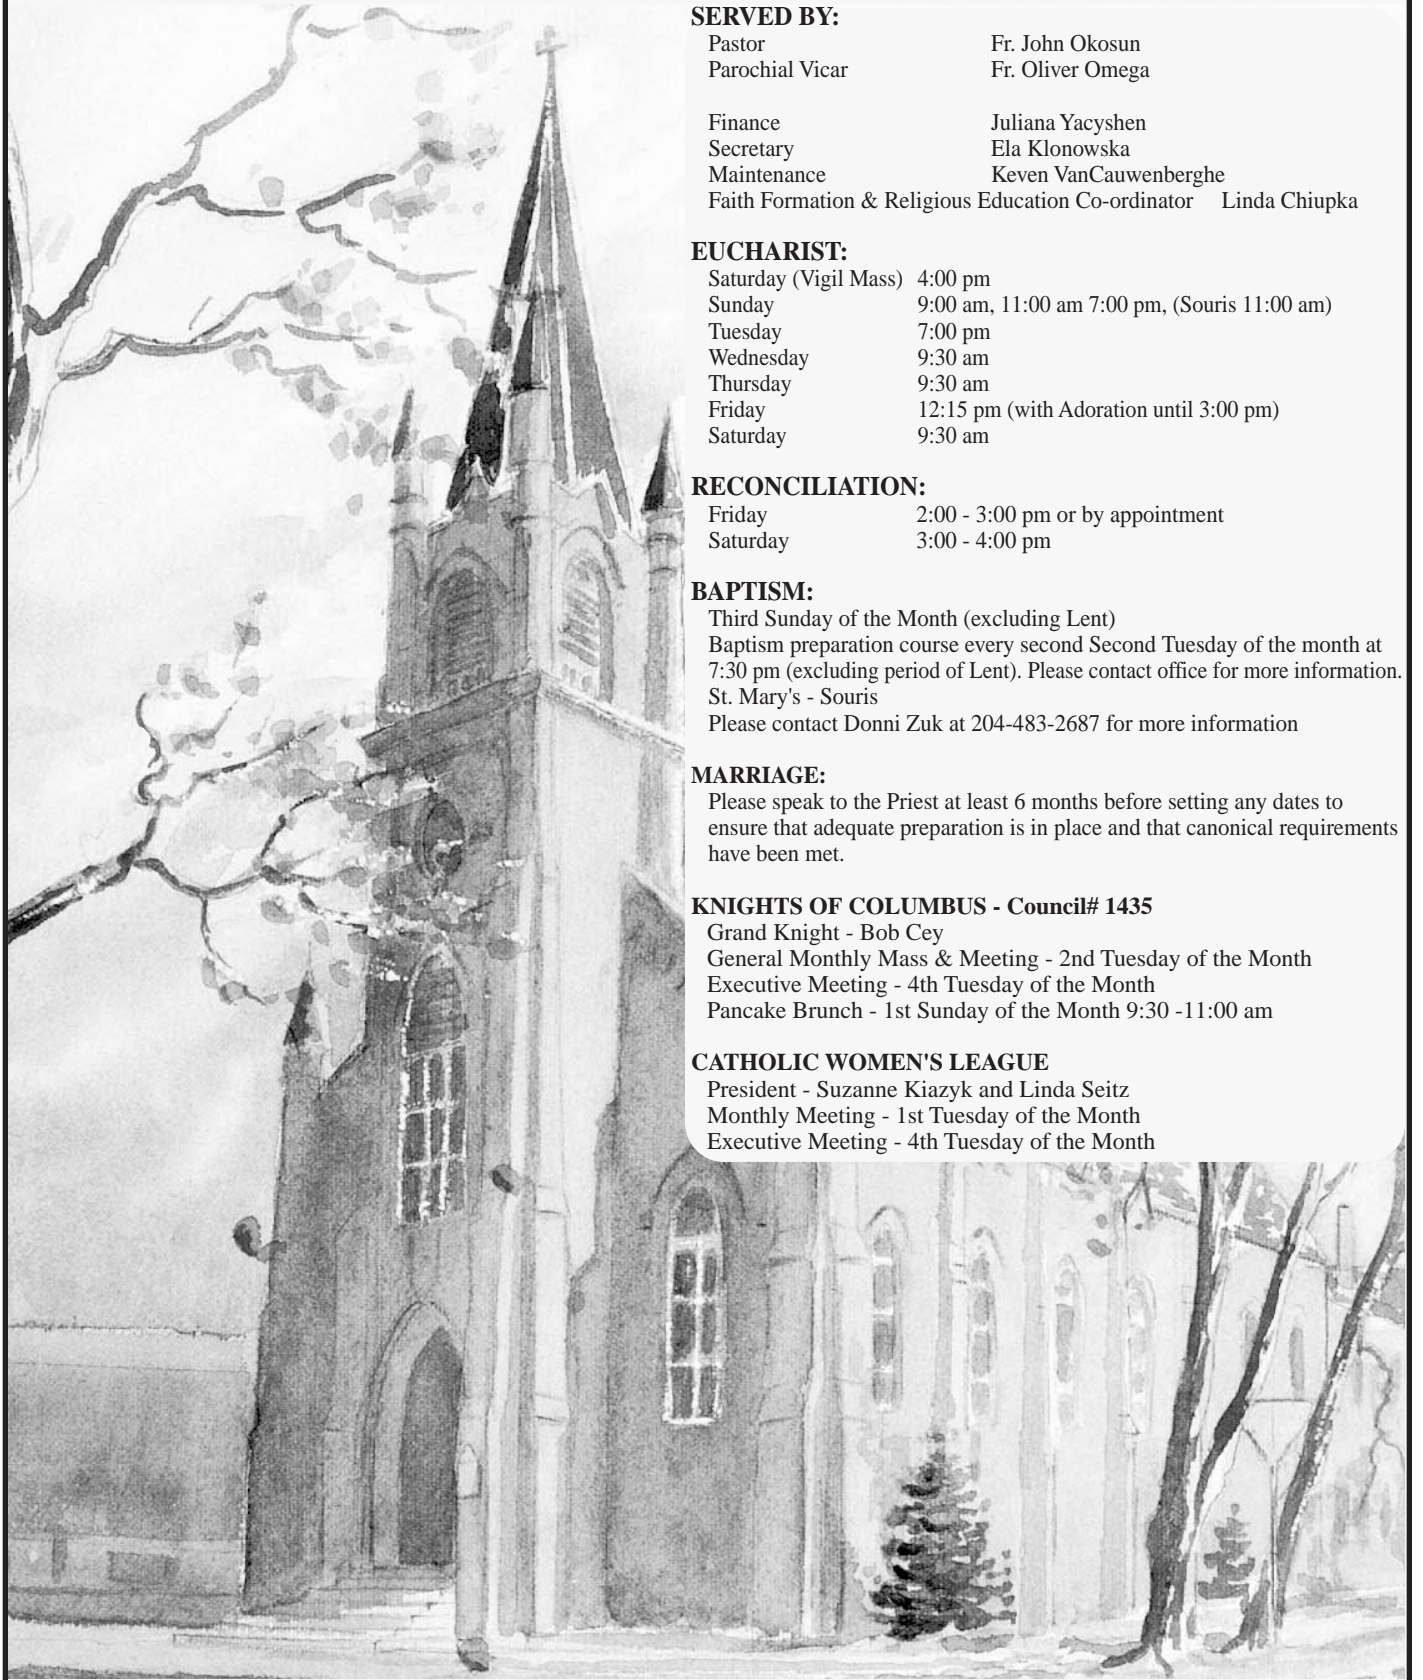 SERVED BY:
Pastor Fr. John Okosun
Parochial Vicar Fr. Oliver Omega
Finance Juliana Yacyshen
Secretary Ela Klonowska
Maintenance Keven VanCauwenberghe
Faith Formation & Religious Education Co-ordinator Linda Chiupka
EUCHARIST:
Saturday (Vigil Mass) 4:00 pm
Sunday 9:00 am, 11:00 am 7:00 pm, (Souris 11:00 am)
Tuesday 7:00 pm
Wednesday 9:30 am
Thursday 9:30 am
Friday 12:15 pm (with Adoration until 3:00 pm)
Saturday 9:30 am
RECONCILIATION:
Friday 2:00 - 3:00 pm or by appointment
Saturday 3:00 - 4:00 pm
BAPTISM:
Third Sunday of the Month (excluding Lent)
Baptism preparation course every second Second Tuesday of the month at
7:30 pm (excluding period of Lent). Please contact office for more information.
St. Mary's - Souris
Please contact Donni Zuk at 204-483-2687 for more information
MARRIAGE:
Please speak to the Priest at least 6 months before setting any dates to
ensure that adequate preparation is in place and that canonical requirements
have been met.
KNIGHTS OF COLUMBUS - Council# 1435
Grand Knight - Bob Cey
General Monthly Mass & Meeting - 2nd Tuesday of the Month
Executive Meeting - 4th Tuesday of the Month
Pancake Brunch - 1st Sunday of the Month 9:30 -11:00 am
CATHOLIC WOMEN'S LEAGUE
President - Suzanne Kiazyk and Linda Seitz
Monthly Meeting - 1st Tuesday of the Month
Executive Meeting - 4th Tuesday of the Month